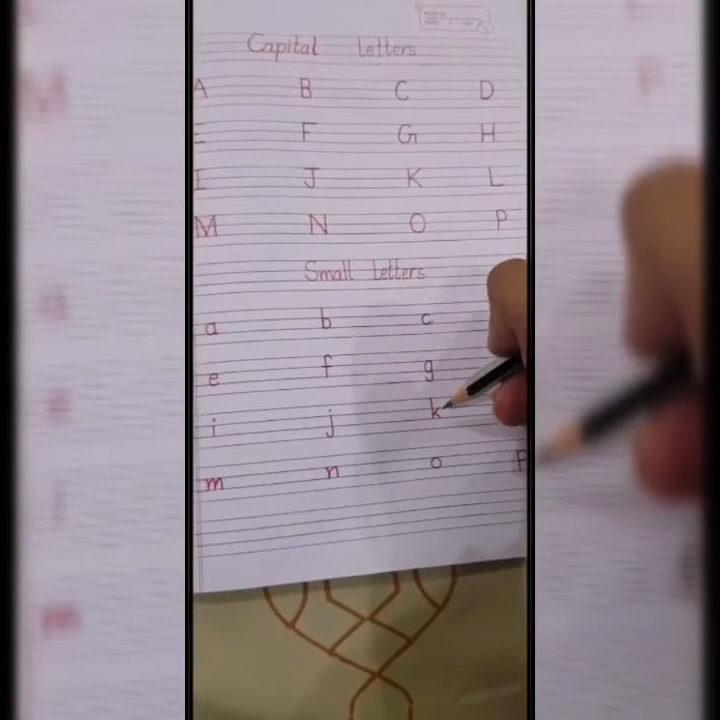 Capital letters
A B C D
E F G H
I J K L
M N O P
Small letters
a b c
e f g
i j k
m n o P